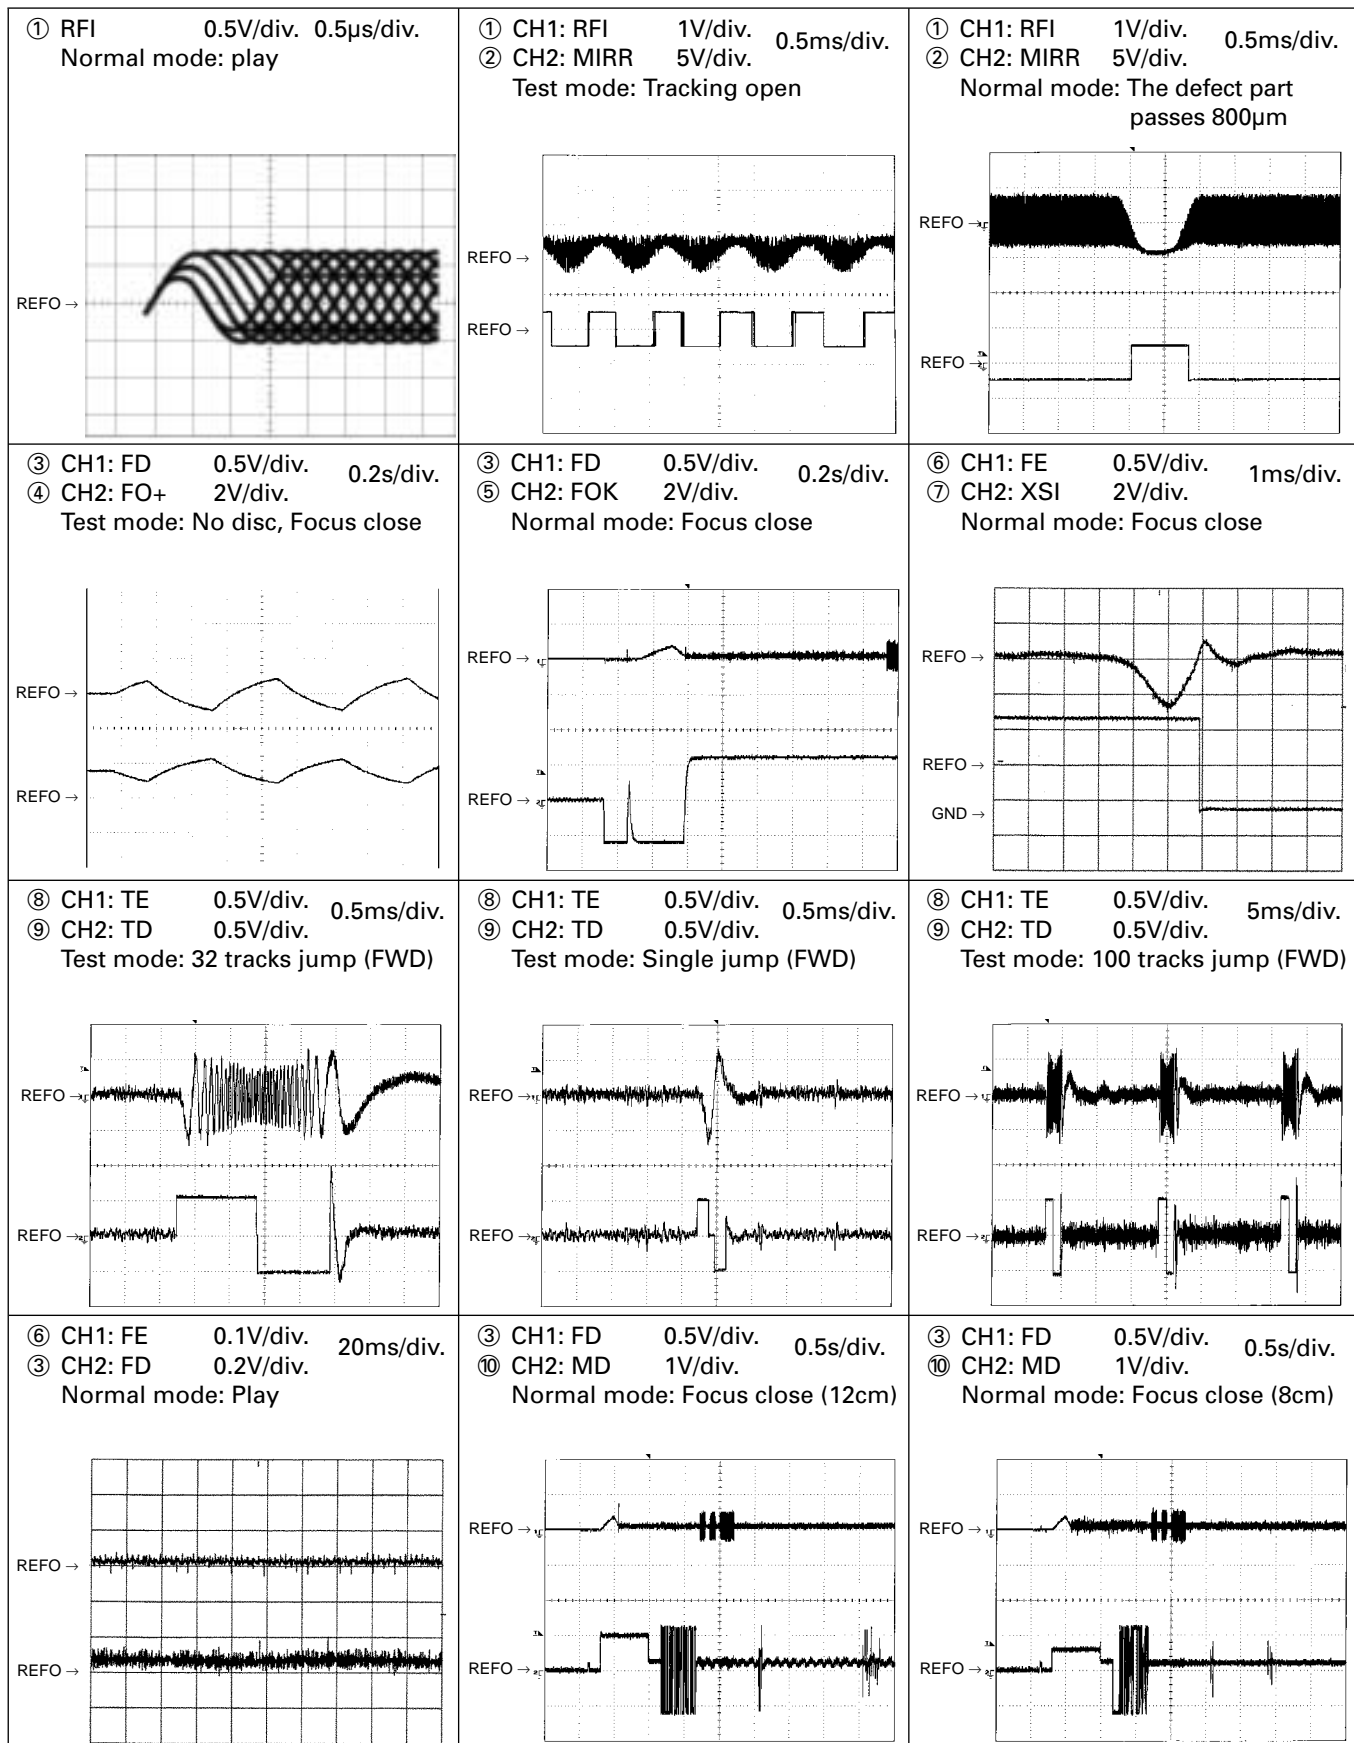 ① RFI 0.5V/div. 0.5µs/div.
Normal mode: play
REFO →
① CH1: RFI 1V/div. 0.5ms/div.
② CH2: MIRR 5V/div.
Test mode: Tracking open
REFO →
REFO →
① CH1: RFI 1V/div. 0.5ms/div.
② CH2: MIRR 5V/div.
Normal mode: The defect part
passes 800µm
REFO →
REFO →
③ CH1: FD 0.5V/div. 0.2s/div.
④ CH2: FO+ 2V/div.
Test mode: No disc, Focus close
REFO →
REFO →
③ CH1: FD 0.5V/div. 0.2s/div.
⑤ CH2: FOK 2V/div.
Normal mode: Focus close
REFO →
REFO →
⑥ CH1: FE 0.5V/div. 1ms/div.
⑦ CH2: XSI 2V/div.
Normal mode: Focus close
REFO →
REFO →
GND →
⑧ CH1: TE 0.5V/div. 0.5ms/div.
⑨ CH2: TD 0.5V/div.
Test mode: 32 tracks jump (FWD)
REFO →
REFO →
⑧ CH1: TE 0.5V/div. 0.5ms/div.
⑨ CH2: TD 0.5V/div.
Test mode: Single jump (FWD)
REFO →
REFO →
⑧ CH1: TE 0.5V/div. 5ms/div.
⑨ CH2: TD 0.5V/div.
Test mode: 100 tracks jump (FWD)
REFO →
REFO →
⑥ CH1: FE 0.1V/div. 20ms/div.
③ CH2: FD 0.2V/div.
Normal mode: Play
REFO →
REFO →
③ CH1: FD 0.5V/div. 0.5s/div.
⑩ CH2: MD 1V/div.
Normal mode: Focus close (12cm)
REFO →
REFO →
③ CH1: FD 0.5V/div. 0.5s/div.
⑩ CH2: MD 1V/div.
Normal mode: Focus close (8cm)
REFO →
REFO →